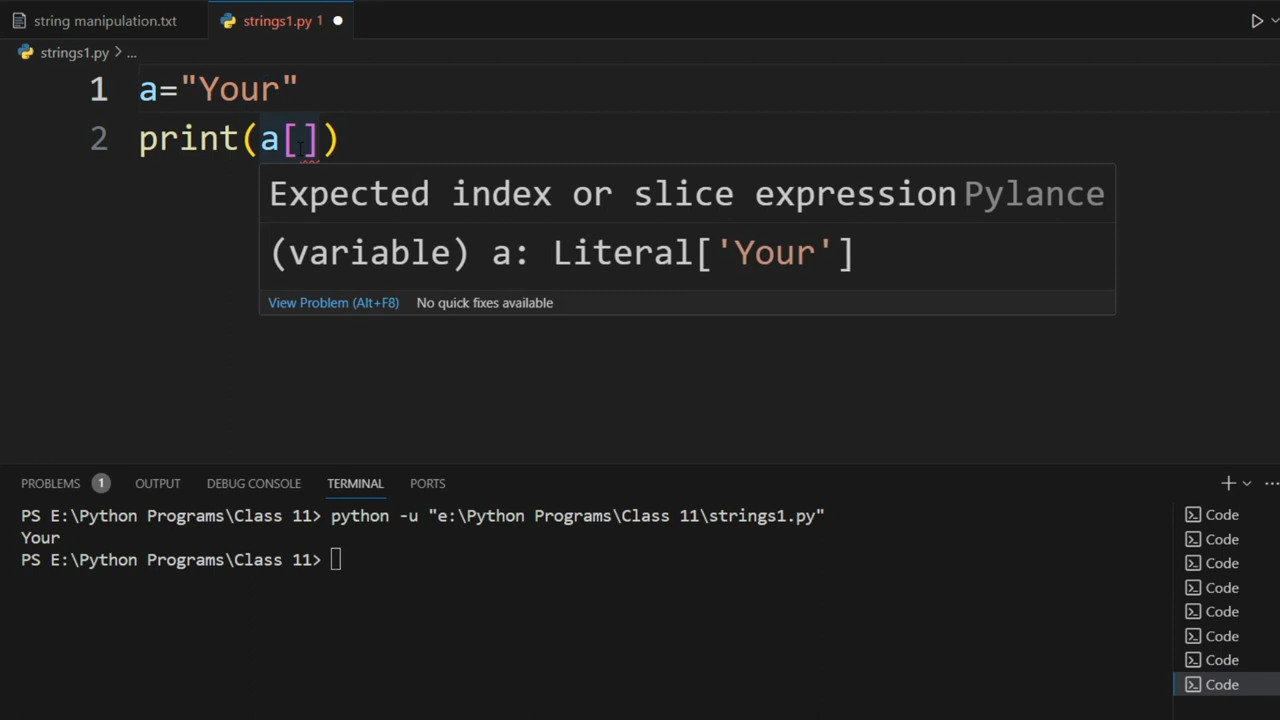 string manipulation.txt
strings1.py 1
strings1.py > ...
1 a="Your"
2 print(a[])
Expected index or slice expression Pylance
(variable) a: Literal['Your']
View Problem (Alt+F8) No quick fixes available
PROBLEMS 1 OUTPUT DEBUG CONSOLE TERMINAL PORTS
PS E:\Python Programs\Class 11> python -u "e:\Python Programs\Class 11\strings1.py"
Your
PS E:\Python Programs\Class 11>
Code
Code
Code
Code
Code
Code
Code
Code